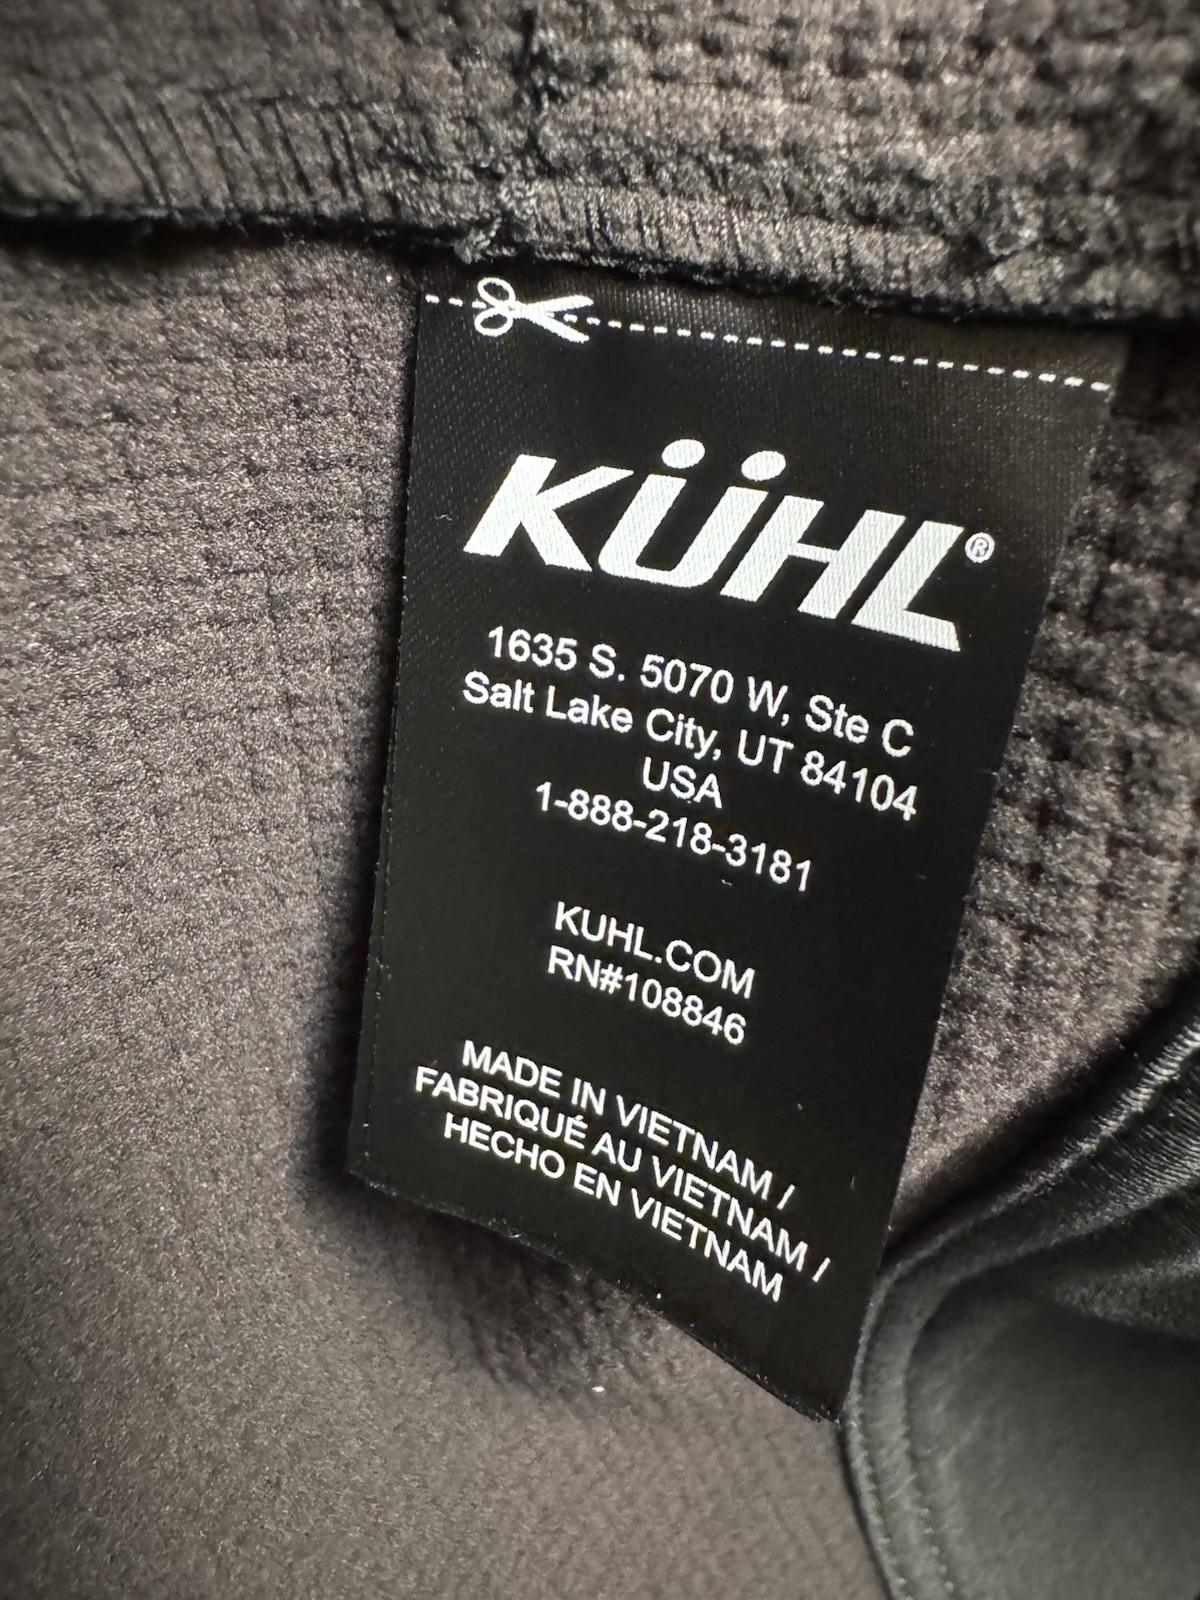 KÜHL®
1635 S. 5070 W, Ste C
Salt Lake City, UT 84104
USA
1-888-218-3181
KUHL.COM
RN#108846
MADE IN VIETNAM /
FABRIQUÉ AU VIETNAM /
HECHO EN VIETNAM